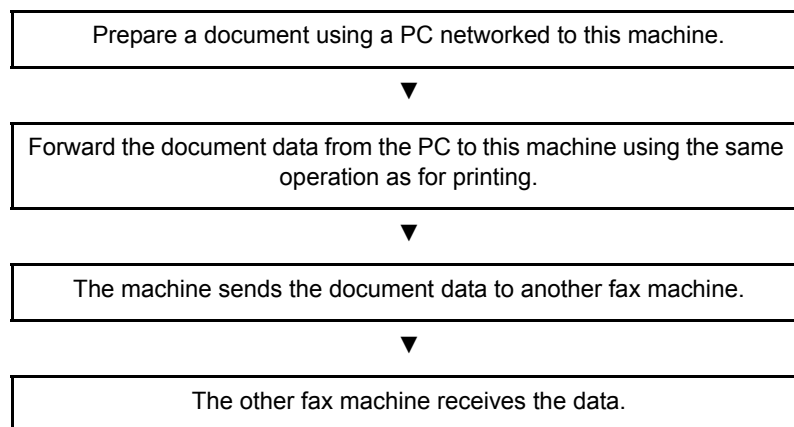 Prepare a document using a PC networked to this machine.
▼
Forward the document data from the PC to this machine using the same
operation as for printing.
▼
The machine sends the document data to another fax machine.
▼
The other fax machine receives the data.